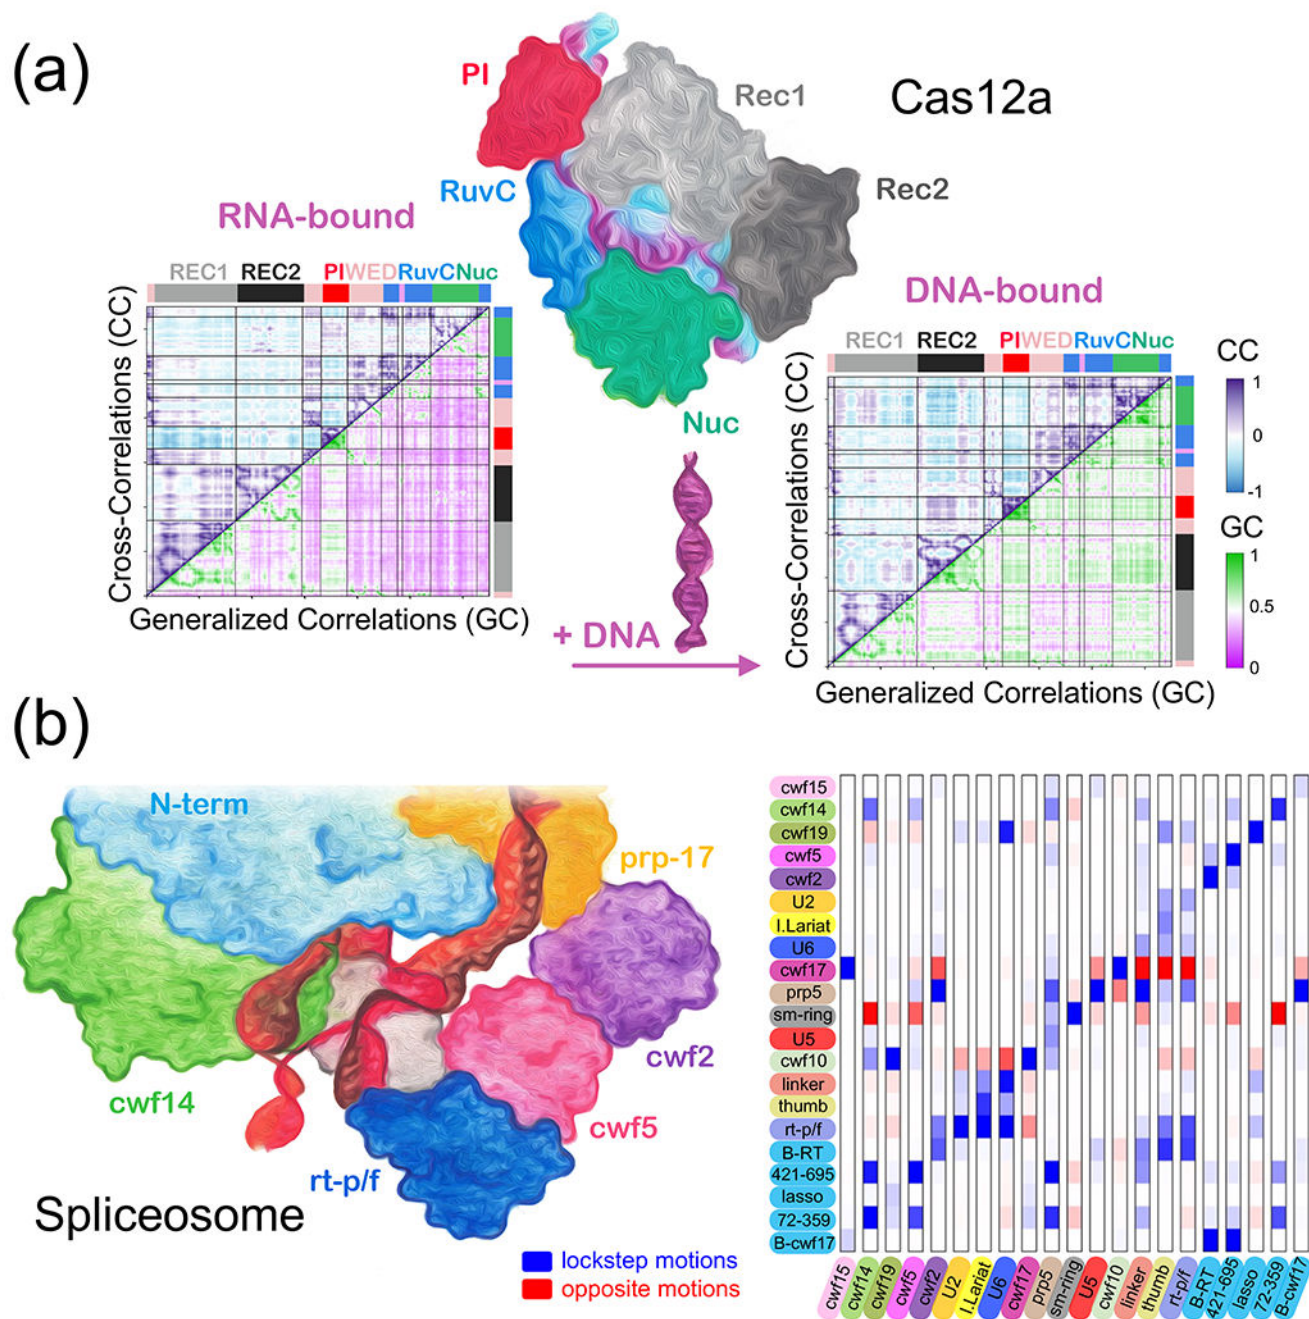 (a)
PI
Rec1
Cas12a
RuvC
Rec2
RNA-bound
REC1 REC2 PI WED RuvC Nuc
DNA-bound
REC1 REC2 PI WED RuvC Nuc
Cross-Correlations (CC)
Nuc
Cross-Correlations (CC)
CC
1
0
-1
GC
1
0.5
0
Generalized Correlations (GC)
+ DNA
Generalized Correlations (GC)
(b)
N-term
prp-17
cwf2
cwf14
cwf5
rt-p/f
Spliceosome
lockstep motions
opposite motions
cwf15
cwf14
cwf19
cwf5
cwf2
U2
I.Lariat
U6
cwf17
prp5
sm-ring
U5
cwf10
linker
thumb
rt-p/f
B-RT
421-695
lasso
72-359
B-cwf17
cwf15
cwf14
cwf19
cwf5
cwf2
U2
I.Lariat
U6
cwf17
prp5
sm-ring
U5
cwf10
linker
thumb
rt-p/f
B-RT
421-695
lasso
72-359
B-cwf17